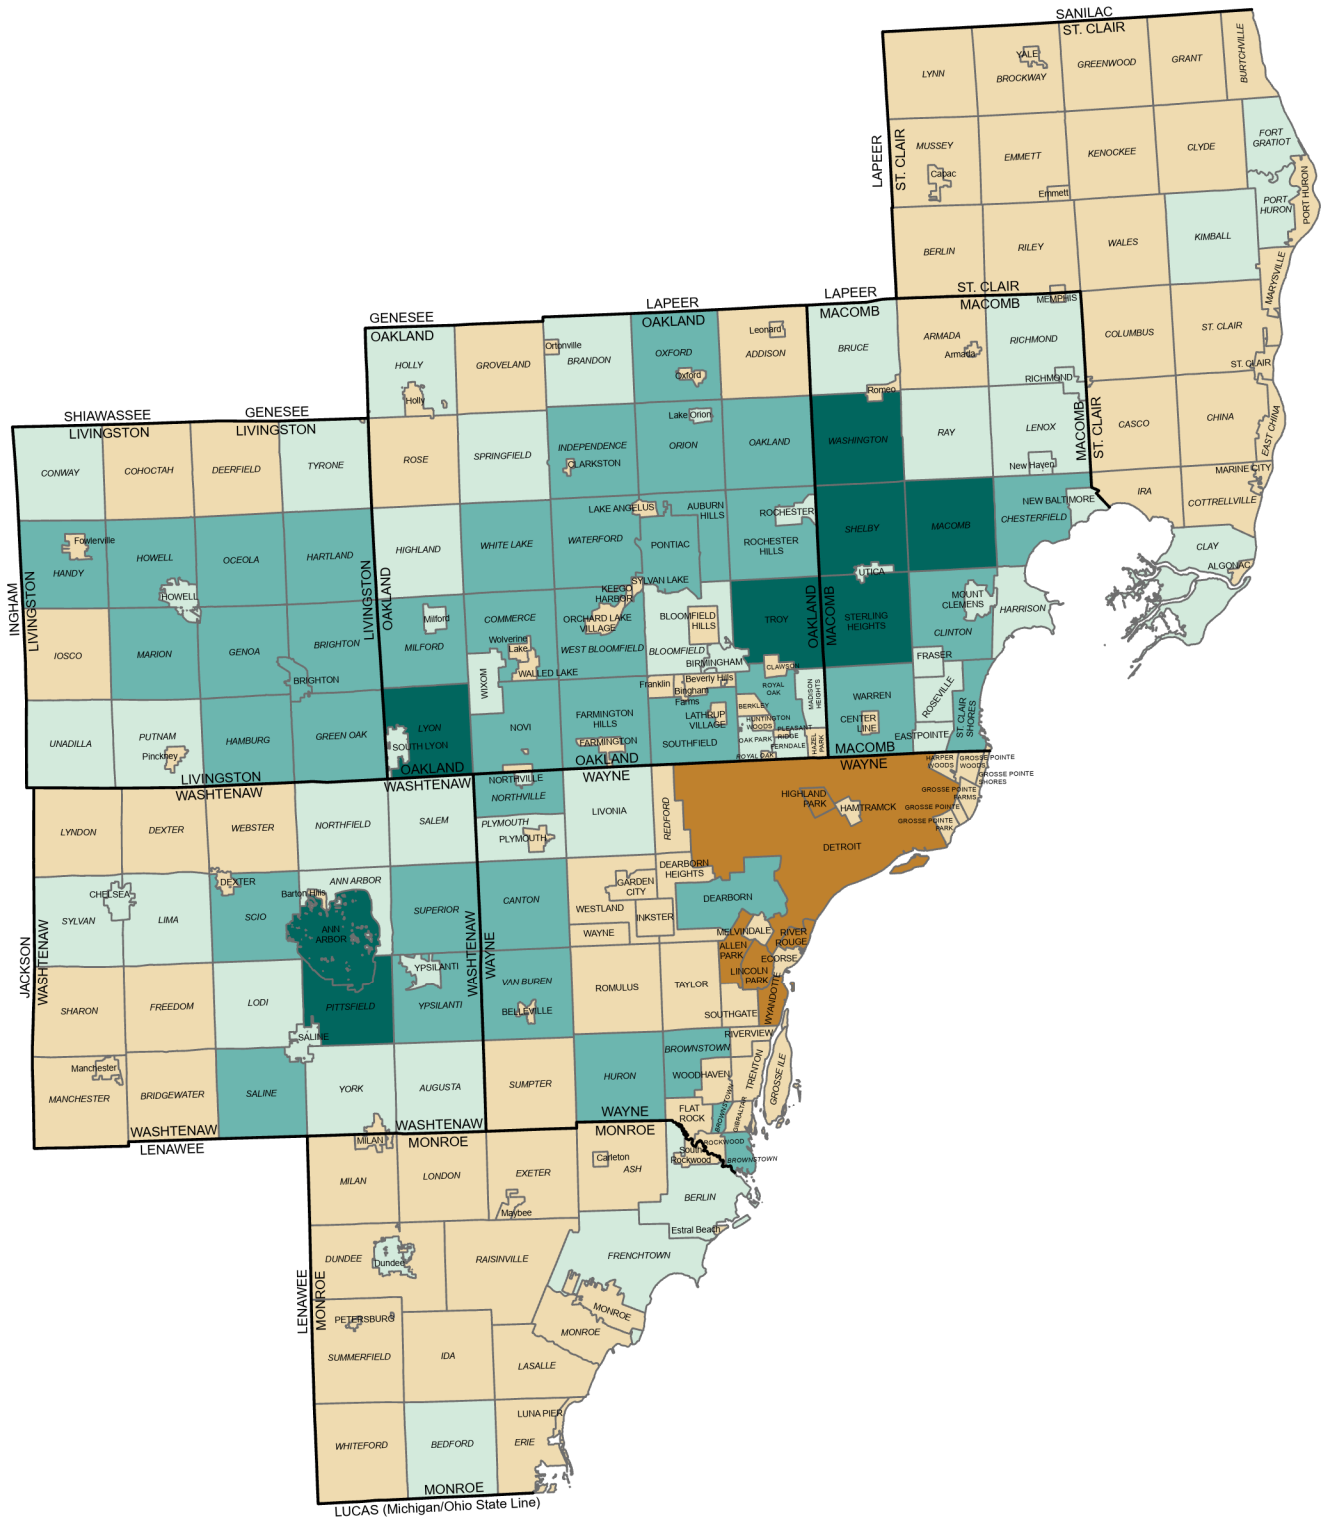 SANILAC
ST. CLAIR
LYNN
YALE
BROCKWAY
GREENWOOD
GRANT
BURTCHVILLE
LAPEER
ST. CLAIR
MUSSEY
Capac
EMMETT
Emmett
KENOCKEE
CLYDE
FORT
GRATIOT
PORT
HURON
PORT HURON
BERLIN
RILEY
WALES
KIMBALL
MARYSVILLE
ST. CLAIR
MACOMB
MEMPHIS
COLUMBUS
ST. CLAIR
ST. CLAIR
CASCO
CHINA
EAST CHINA
MARINE CITY
IRA
COTTRELLVILLE
CLAY
ALGONAC
LAPEER
MACOMB
BRUCE
ARMADA
Armada
RICHMOND
RICHMOND
Romeo
WASHINGTON
RAY
LENOX
New Haven
MACOMB
ST. CLAIR
SHELBY
MACOMB
NEW BALTIMORE
CHESTERFIELD
UTICA
STERLING
HEIGHTS
MOUNT
CLEMENS
CLINTON
HARRISON
FRASER
ROSEVILLE
ST. CLAIR
SHORES
WARREN
CENTER
LINE
EASTPOINTE
MACOMB
OAKLAND
MACOMB
LAPEER
OAKLAND
GENESEE
OAKLAND
HOLLY
Holly
GROVELAND
Ortonville
BRANDON
OXFORD
Oxford
Leonard
ADDISON
ROSE
SPRINGFIELD
INDEPENDENCE
CLARKSTON
Lake Orion
ORION
OAKLAND
HIGHLAND
WHITE LAKE
WATERFORD
LAKE ANGELUS
AUBURN
HILLS
PONTIAC
ROCHESTER
ROCHESTER
HILLS
SYLVAN LAKE
KEEGO
HARBOR
ORCHARD LAKE
VILLAGE
WEST BLOOMFIELD
BLOOMFIELD
HILLS
BLOOMFIELD
BIRMINGHAM
TROY
CLAWSON
MILFORD
Milford
COMMERCE
Wolverine
Lake
WALLED LAKE
WIXOM
LYON
SOUTH LYON
NOVI
FARMINGTON
HILLS
FARMINGTON
Franklin
Bingham
Farms
Beverly Hills
LATHRUP
VILLAGE
SOUTHFIELD
ROYAL
OAK
BERKLEY
HUNTINGTON
WOODS
PLEASANT
RIDGE
OAK PARK
FERNDALE
ROYAL OAK
MADISON
HEIGHTS
HAZEL
PARK
OAKLAND
OAKLAND
SHIAWASSEE
LIVINGSTON
GENESEE
LIVINGSTON
CONWAY
COHOCTAH
DEERFIELD
TYRONE
Fowlerville
HANDY
HOWELL
HOWELL
OCEOLA
HARTLAND
LIVINGSTON
OAKLAND
INGHAM
LIVINGSTON
IOSCO
MARION
GENOA
BRIGHTON
BRIGHTON
UNADILLA
PUTNAM
Pinckney
HAMBURG
GREEN OAK
LIVINGSTON
WASHTENAW
WASHTENAW
LYNDON
DEXTER
WEBSTER
NORTHFIELD
SALEM
CHELSEA
SYLVAN
LIMA
DEXTER
SCIO
Barton Hills
ANN ARBOR
ANN
ARBOR
SUPERIOR
JACKSON
WASHTENAW
SHARON
FREEDOM
LODI
PITTSFIELD
YPSILANTI
YPSILANTI
SALINE
Manchester
MANCHESTER
BRIDGEWATER
SALINE
YORK
AUGUSTA
WASHTENAW
LENAWEE
WASHTENAW
MONROE
WASHTENAW
WAYNE
WAYNE
WAYNE
NORTHVILLE
NORTHVILLE
PLYMOUTH
PLYMOUTH
LIVONIA
REDFORD
HIGHLAND
PARK
HAMTRAMCK
DETROIT
HARPER
WOODS
GROSSE POINTE
WOODS
GROSSE POINTE
SHORES
GROSSE POINTE
FARMS
GROSSE POINTE
GROSSE POINTE
PARK
CANTON
DEARBORN
HEIGHTS
GARDEN
CITY
WESTLAND
INKSTER
WAYNE
DEARBORN
MELVINDALE
RIVER
ROUGE
ALLEN
PARK
LINCOLN
PARK
ECORSE
WYANDOTTE
VAN BUREN
BELLEVILLE
ROMULUS
TAYLOR
SOUTHGATE
RIVERVIEW
SUMPTER
HURON
BROWNSTOWN
WOODHAVEN
TRENTON
GROSSE ILE
BROWNSTOWN
GIBRALTAR
FLAT
ROCK
ROCKWOOD
BROWNSTOWN
WAYNE
MONROE
MILAN
MILAN
LONDON
EXETER
Maybee
Carleton
ASH
South
Rockwood
BERLIN
Estral Beach
DUNDEE
Dundee
RAISINVILLE
FRENCHTOWN
MONROE
MONROE
LENAWEE
MONROE
PETERSBURG
SUMMERFIELD
IDA
LASALLE
LUNA PIER
WHITEFORD
BEDFORD
ERIE
MONROE
LUCAS (Michigan/Ohio State Line)